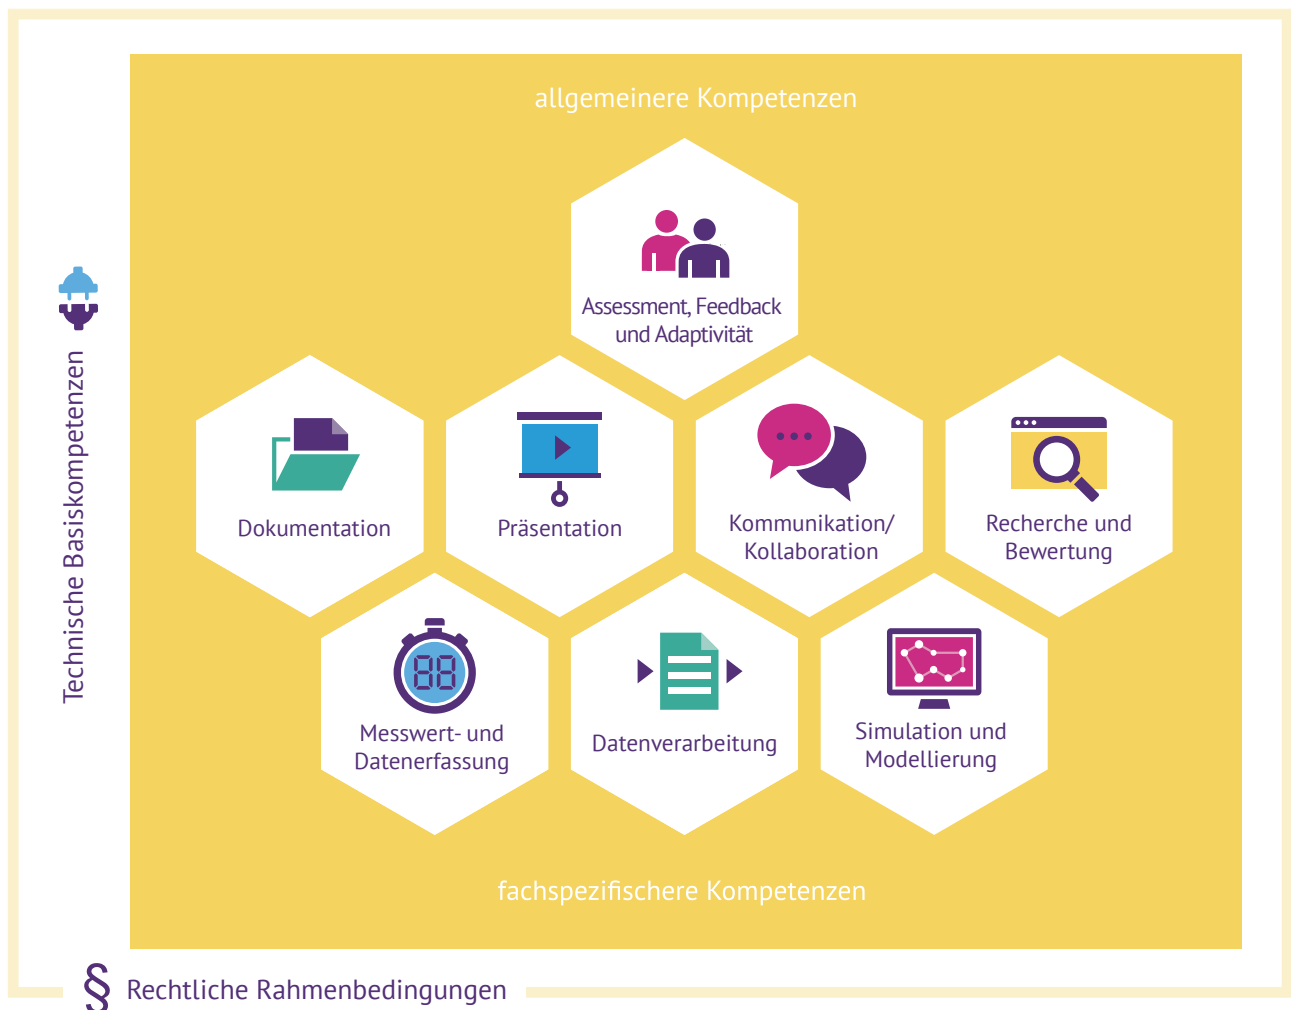 allgemeinere Kompetenzen
Assessment, Feedback
und Adaptivität
Dokumentation
Präsentation
Kommunikation/
Kollaboration
Recherche und
Bewertung
88
Messwert- und
Datenerfassung
Datenverarbeitung
Simulation und
Modellierung
fachspezifischere Kompetenzen
Technische Basiskompetenzen
§ Rechtliche Rahmenbedingungen